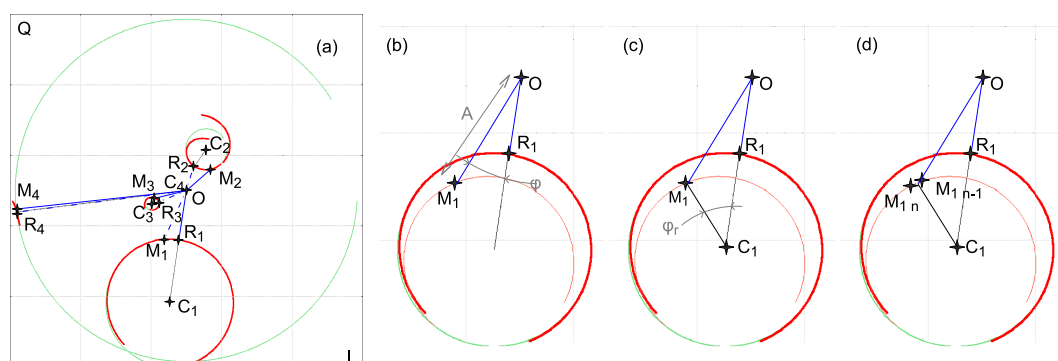 Q
(a)
C2
R2
M2
C4
O
M3
C3
R3
M4
R4
M1
R1
C1
I
(b)
O
A
R1
φ
M1
(c)
O
R1
M1
φr
C1
(d)
O
R1
M1 n
M1 n-1
C1